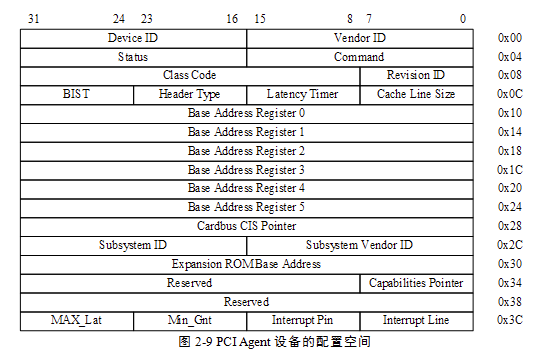 31 24 23 16 15 8 7 0
Device ID Vendor ID 0x00
Status Command 0x04
Class Code Revision ID 0x08
BIST Header Type Latency Timer Cache Line Size 0x0C
Base Address Register 0 0x10
Base Address Register 1 0x14
Base Address Register 2 0x18
Base Address Register 3 0x1C
Base Address Register 4 0x20
Base Address Register 5 0x24
Cardbus CIS Pointer 0x28
Subsystem ID Subsystem Vendor ID 0x2C
Expansion ROM Base Address 0x30
Reserved Capabilities Pointer 0x34
Reserved 0x38
MAX_Lat Min_Gnt Interrupt Pin Interrupt Line 0x3C
图 2-9 PCI Agent 设备的配置空间